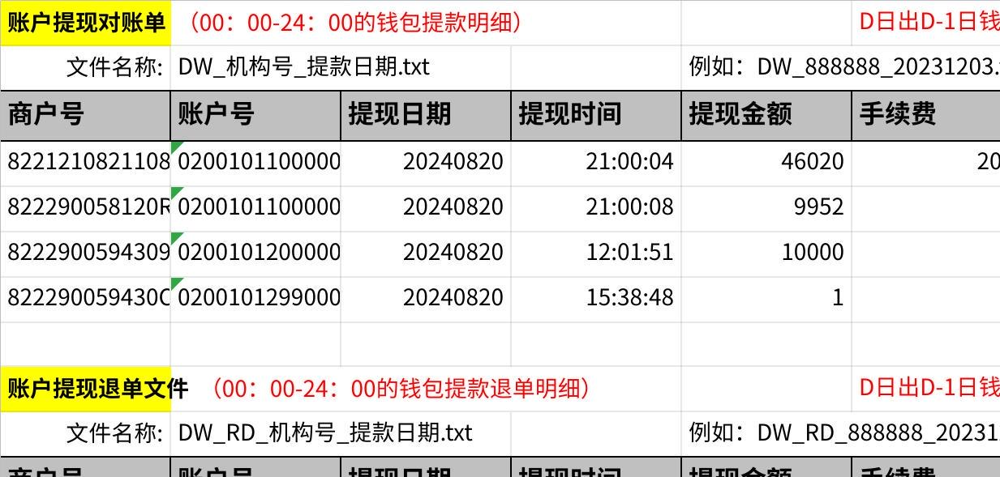 账户提现对账单 （00：00-24：00的钱包提款明细） D日出D-1日钱
文件名称: DW_机构号_提款日期.txt 例如：DW_888888_20231203.
商户号 账户号 提现日期 提现时间 提现金额 手续费
8221210821108 0200101100000 20240820 21:00:04 46020 20
822290058120R 0200101100000 20240820 21:00:08 9952
8222900594309 0200101200000 20240820 12:01:51 10000
822290059430C 0200101299000 20240820 15:38:48 1
账户提现退单文件 （00：00-24：00的钱包提款退单明细） D日出D-1日钱
文件名称: DW_RD_机构号_提款日期.txt 例如：DW_RD_888888_20231
商户号 账户号 提现日期 提现时间 提现金额 手续费